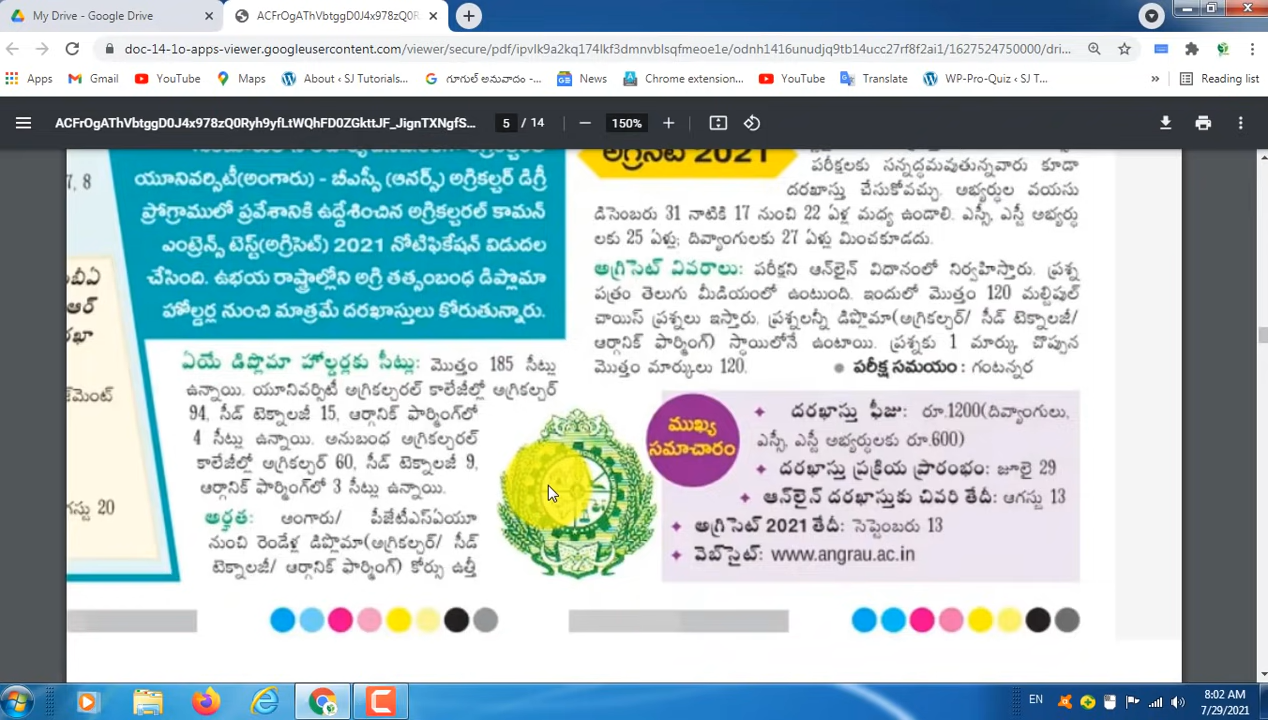 My Drive - Google Drive
ACFrOgAThVbtggD0J4x978zQ0R
doc-14-1o-apps-viewer.googleusercontent.com/viewer/secure/pdf/ipvlk9a2kq174lkf3dmnvblsqfmeoe1e/odnh1416unudjq9tb14ucc27rf8f2ai1/1627524750000/dri...
Apps
Gmail
YouTube
Maps
About ‹ SJ Tutorials...
గూగుల్ అనువాదం -...
News
Chrome extension...
YouTube
Translate
WP-Pro-Quiz ‹ SJ T...
»
Reading list
ACFrOgAThVbtggD0J4x978zQ0Ryh9yfLtWQhFD0ZGkttJF_JignTXNgfS...
5 / 14
150%
7, 8
బీఏ
ఆర్
రఖా
జ్‌మెంట్
గస్టు 20
యూనివర్సిటీ(అంగారు) - బీఎస్సీ (ఆనర్స్) అగ్రికల్చర్ డిగ్రీ
ప్రోగ్రాములో ప్రవేశానికి ఉద్దేశించిన అగ్రికల్చరల్ కామన్
ఎంట్రెన్స్ టెస్ట్(అగ్రిసెట్) 2021 నోటిఫికేషన్ విడుదల
చేసింది. ఉభయ రాష్ట్రాల్లోని అగ్రి తత్సంబంధ డిప్లొమా
హోల్డర్ల నుంచి మాత్రమే దరఖాస్తులు కోరుతున్నారు.
ఏయే డిప్లొమా హోల్డర్లకు సీట్లు: మొత్తం 185 సీట్లు
ఉన్నాయి. యూనివర్సిటీ అగ్రికల్చరల్ కాలేజీల్లో అగ్రికల్చర్
94, సీడ్ టెక్నాలజీ 15, ఆర్గానిక్ ఫార్మింగ్‌లో
4 సీట్లు ఉన్నాయి. అనుబంధ అగ్రికల్చరల్
కాలేజీల్లో అగ్రికల్చర్ 60, సీడ్ టెక్నాలజీ 9,
ఆర్గానిక్ ఫార్మింగ్‌లో 3 సీట్లు ఉన్నాయి.
అర్హత: అంగారు/ పీజేటీఎస్ఏయూ
నుంచి రెండేళ్ల డిప్లొమా(అగ్రికల్చర్/ సీడ్
టెక్నాలజీ/ ఆర్గానిక్ ఫార్మింగ్) కోర్సు ఉత్తీ
అగ్రిసెట్ 2021
పరీక్షలకు సన్నద్ధమవుతున్నవారు కూడా
దరఖాస్తు చేసుకోవచ్చు. అభ్యర్థుల వయసు
డిసెంబరు 31 నాటికి 17 నుంచి 22 ఏళ్ల మధ్య ఉండాలి. ఎస్సీ, ఎస్టీ అభ్యర్థు
లకు 25 ఏళ్లు; దివ్యాంగులకు 27 ఏళ్లు మించకూడదు.
అగ్రిసెట్ వివరాలు: పరీక్షని ఆన్‌లైన్ విదానంలో నిర్వహిస్తారు. ప్రశ్న
పత్రం తెలుగు మీడియంలో ఉంటుంది. ఇందులో మొత్తం 120 మల్టిపుల్
చాయిస్ ప్రశ్నలు ఇస్తారు, ప్రశ్నలన్నీ డిప్లొమా(అగ్రికల్చర్/ సీడ్ టెక్నాలజీ/
ఆర్గానిక్ ఫార్మింగ్) స్థాయిలోనే ఉంటాయి. ప్రశ్నకు 1 మార్కు చొప్పున
మొత్తం మార్కులు 120. ● పరీక్ష సమయం: గంటన్నర
ముఖ్య
సమాచారం
దరఖాస్తు ఫీజు: రూ.1200(దివ్యాంగులు,
ఎస్సీ, ఎస్టీ అభ్యర్థులకు రూ.600)
దరఖాస్తు ప్రక్రియ ప్రారంభం: జూలై 29
ఆన్‌లైన్ దరఖాస్తుకు చివరి తేదీ: ఆగస్టు 13
అగ్రిసెట్ 2021 తేదీ: సెప్టెంబరు 13
వెబ్‌సైట్: www.angrau.ac.in
EN
8:02 AM
7/29/2021